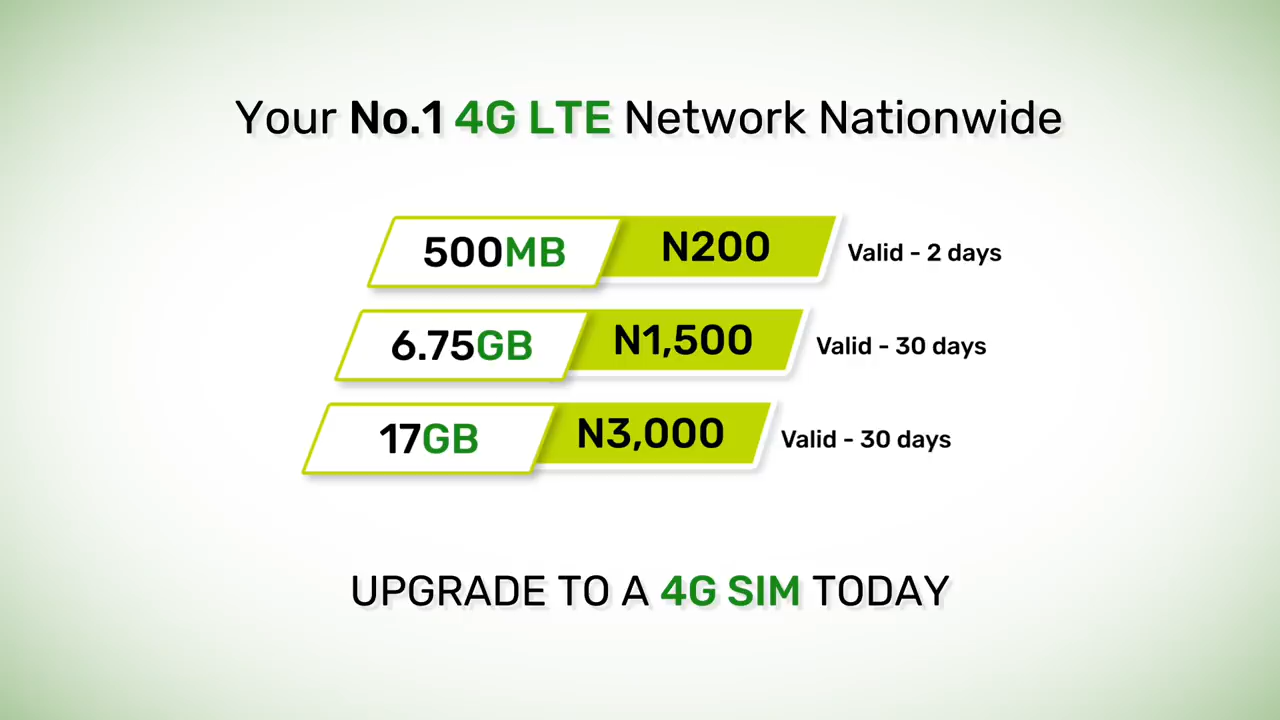 Your No.1 4G LTE Network Nationwide
500MB N200 Valid - 2 days
6.75GB N1,500 Valid - 30 days
17GB N3,000 Valid - 30 days
UPGRADE TO A 4G SIM TODAY